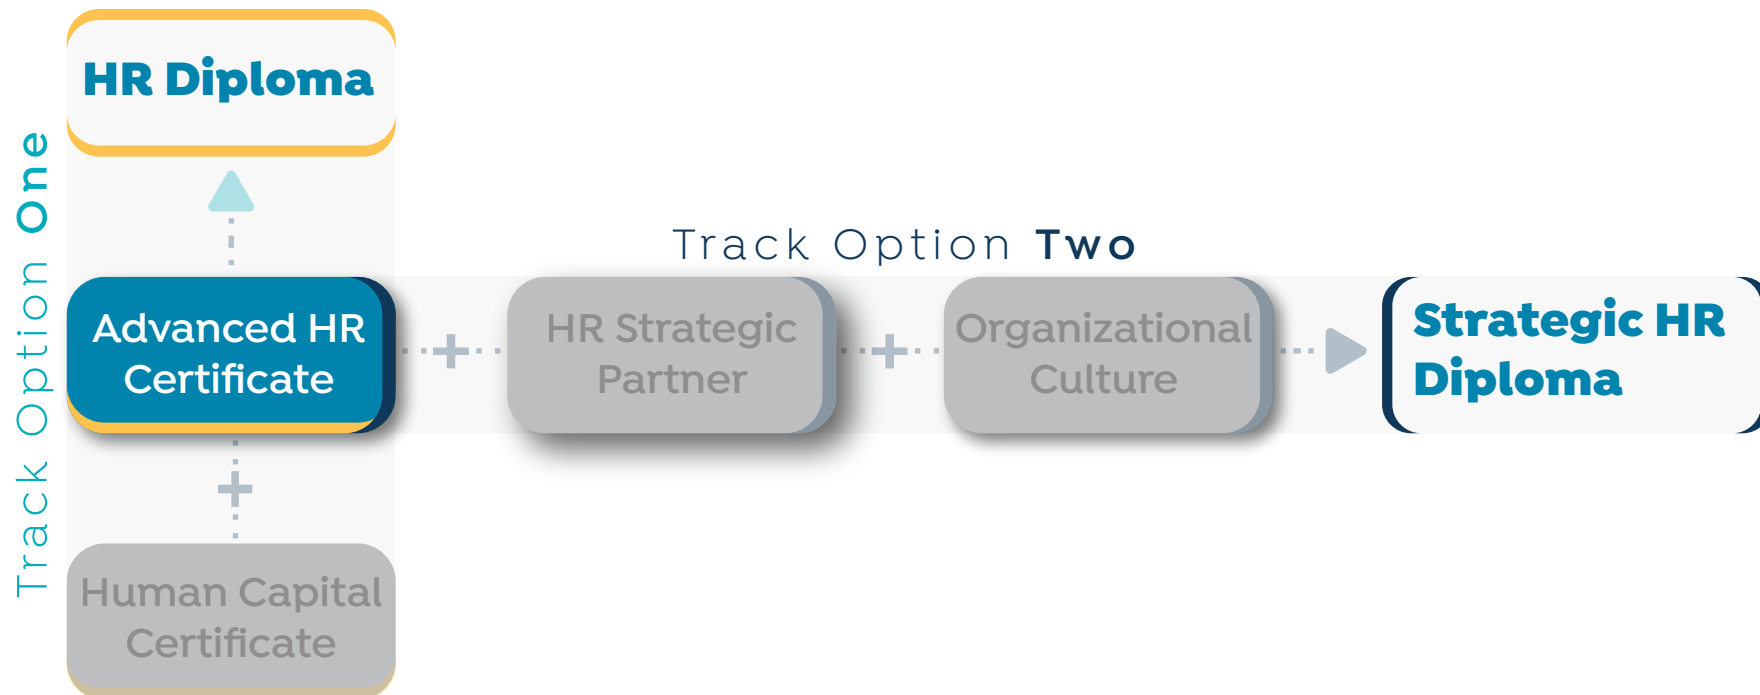 HR Diploma
Track Option One
Track Option Two
Advanced HR
Certificate
HR Strategic
Partner
Organizational
Culture
Strategic HR
Diploma
Human Capital
Certificate